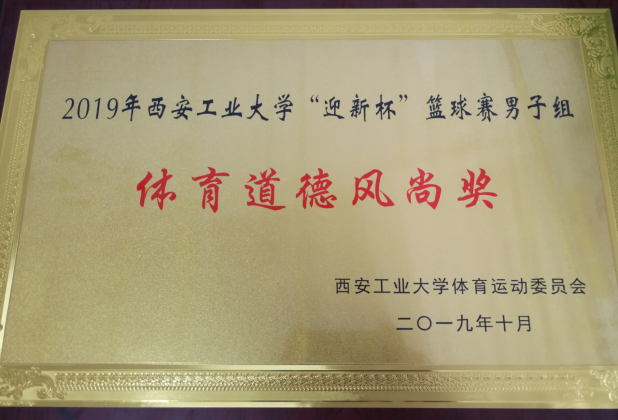 2019年西安工业大学“迎新杯”篮球赛男子组
体育道德风尚奖
西安工业大学体育运动委员会
二〇一九年十月